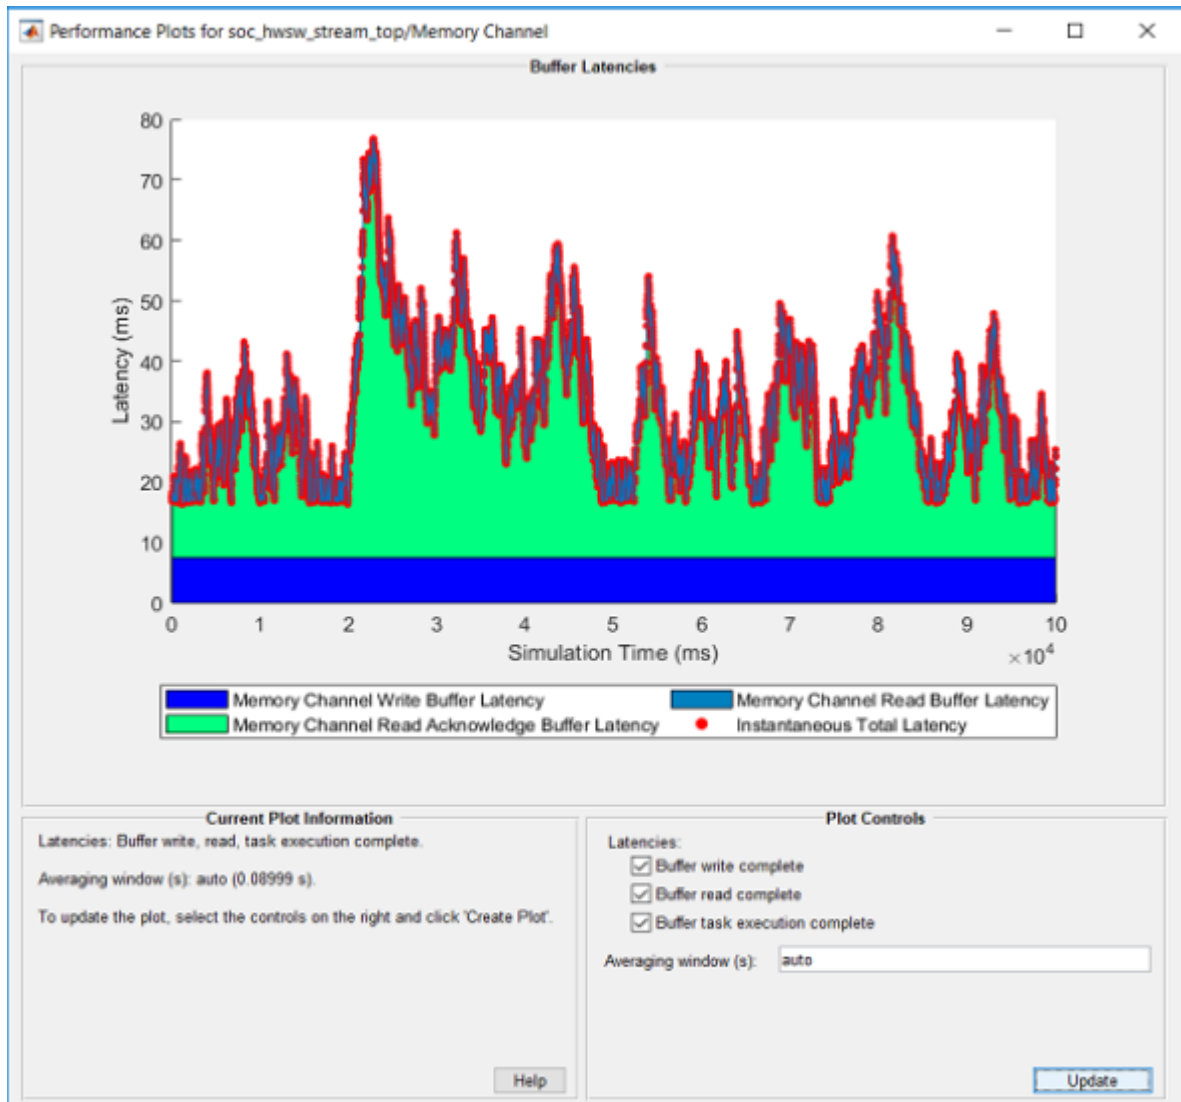 Performance Plots for soc_hwsw_stream_top/Memory Channel
Buffer Latencies
80
70
60
50
40
30
20
10
0
Latency (ms)
0 1 2 3 4 5 6 7 8 9 10
Simulation Time (ms)
×10^4
Memory Channel Write Buffer Latency
Memory Channel Read Buffer Latency
Memory Channel Read Acknowledge Buffer Latency
Instantaneous Total Latency
Current Plot Information
Latencies: Buffer write, read, task execution complete.
Averaging window (s): auto (0.08999 s).
To update the plot, select the controls on the right and click 'Create Plot'.
Help
Plot Controls
Latencies:
Buffer write complete
Buffer read complete
Buffer task execution complete
Averaging window (s): auto
Update